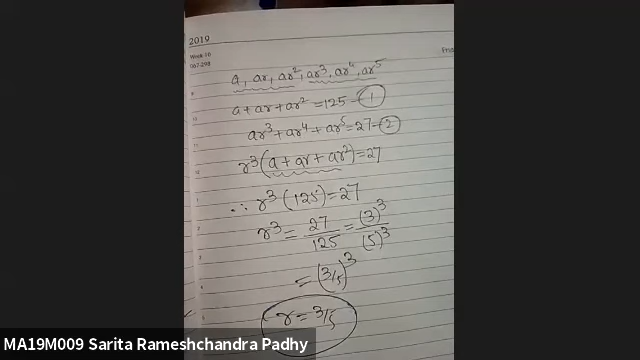 2019
Week 16
a, ar, ar², ar³, ar⁴, ar⁵
a + ar + ar² = 125 – ①
ar³ + ar⁴ + ar⁵ = 27 – ②
r³(a + ar + ar²) = 27
∴ r³ (125) = 27
r³ = 27/125 = (3)³/(5)³
= (3/5)³
r = 3/5
MA19M009 Sarita Rameshchandra Padhy